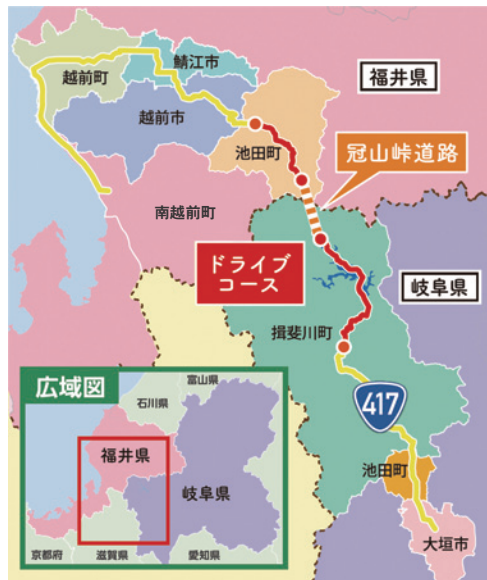 鯖江市
越前町
福井県
越前市
池田町
冠山峠道路
南越前町
ドライブ
コース
岐阜県
揖斐川町
広域図
富山県
石川県
417
福井県
岐阜県
池田町
大垣市
京都府
滋賀県
愛知県